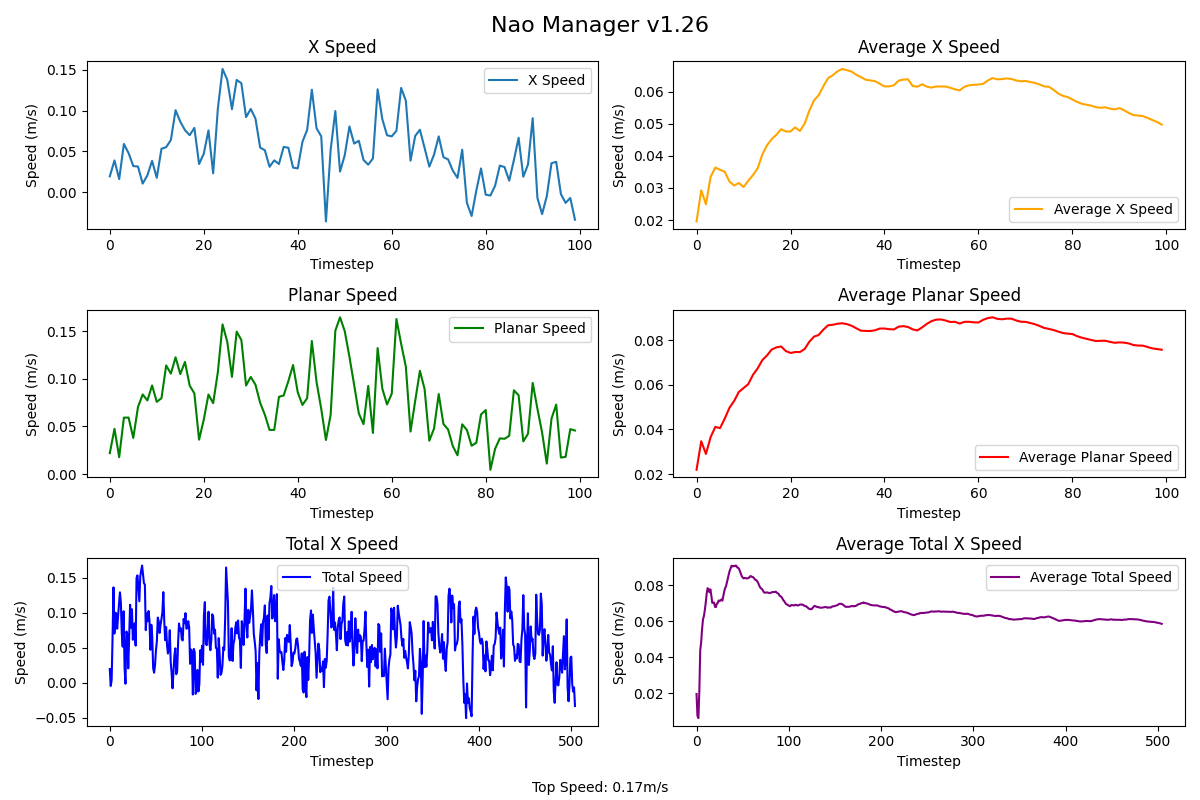 Nao Manager v1.26
X Speed
Average X Speed
Speed (m/s)
0.15
0.10
0.05
0.00
X Speed
0 20 40 60 80 100
Timestep
Speed (m/s)
0.06
0.05
0.04
0.03
0.02
Average X Speed
0 20 40 60 80 100
Timestep
Planar Speed
Average Planar Speed
Speed (m/s)
0.15
0.10
0.05
0.00
Planar Speed
0 20 40 60 80 100
Timestep
Speed (m/s)
0.08
0.06
0.04
0.02
Average Planar Speed
0 20 40 60 80 100
Timestep
Total X Speed
Average Total X Speed
Speed (m/s)
0.15
0.10
0.05
0.00
−0.05
Total Speed
0 100 200 300 400 500
Timestep
Speed (m/s)
0.08
0.06
0.04
0.02
Average Total Speed
0 100 200 300 400 500
Timestep
Top Speed: 0.17m/s